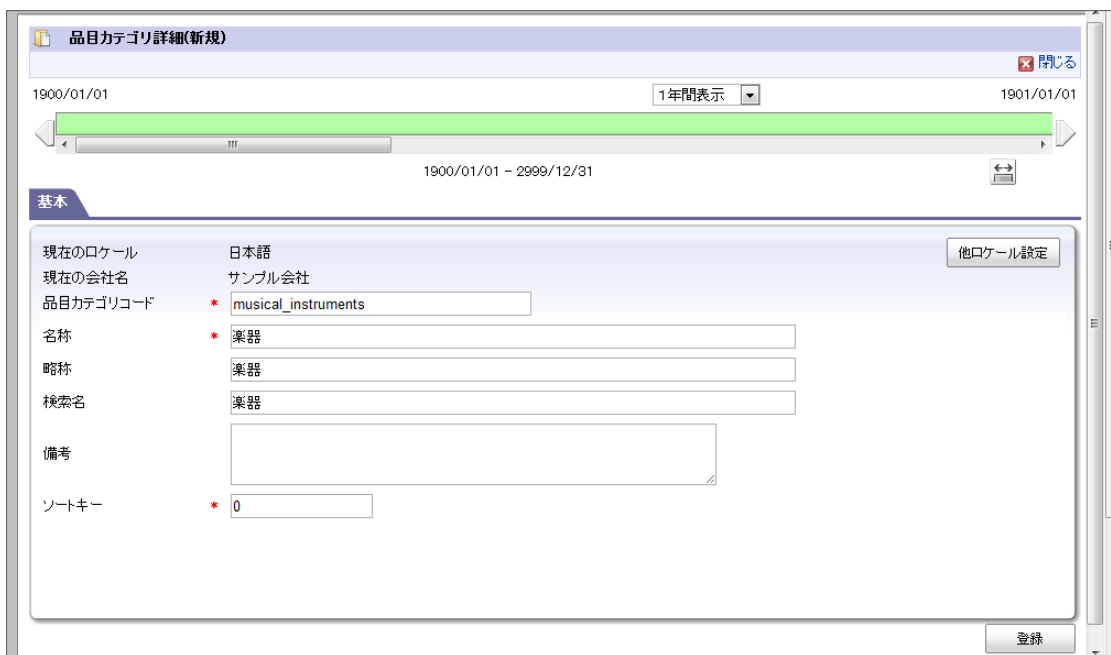 品目カテゴリ詳細(新規)
閉じる
1900/01/01 1年間表示 1901/01/01
1900/01/01 - 2999/12/31
基本
現在のロケール 日本語 他ロケール設定
現在の会社名 サンプル会社
品目カテゴリコード * musical_instruments
名称 * 楽器
略称 楽器
検索名 楽器
備考
ソートキー * 0
登録